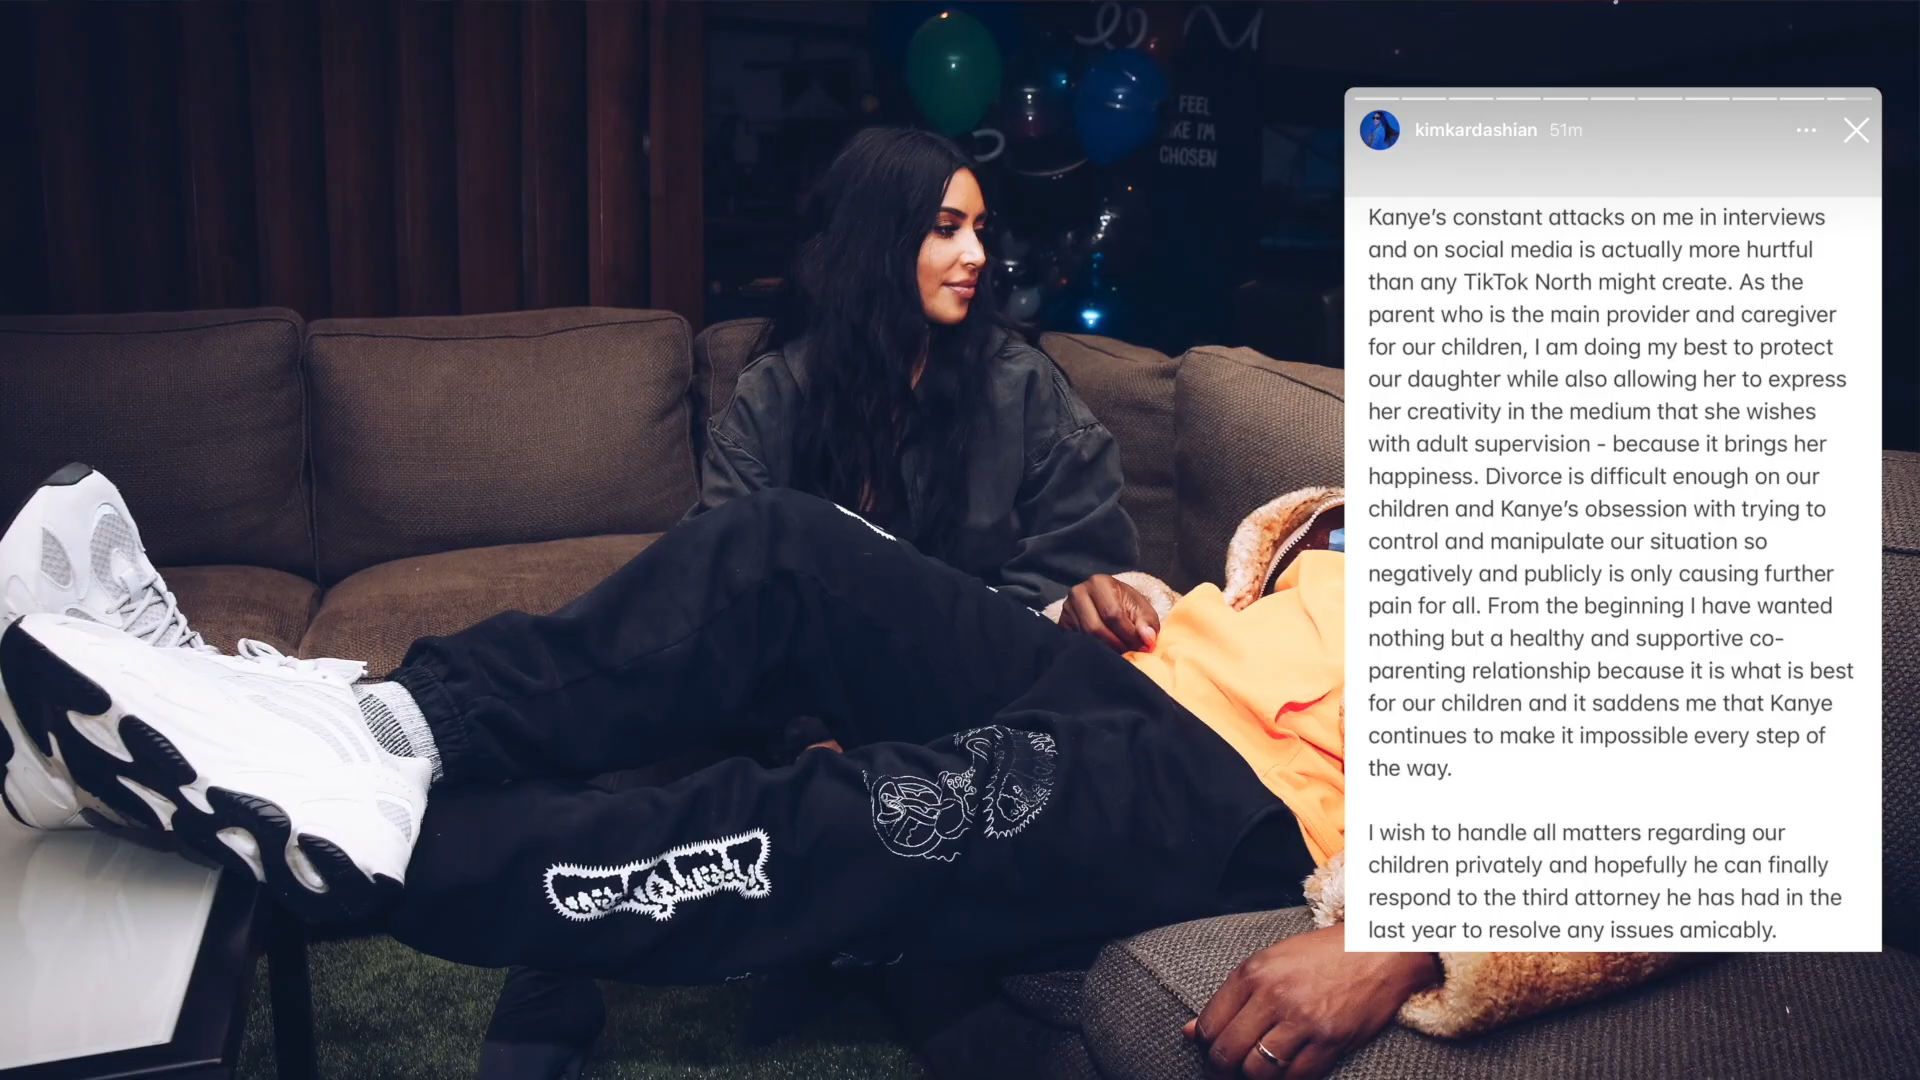 FEEL
LIKE I'M
CHOSEN
kimkardashian 51m
Kanye’s constant attacks on me in interviews
and on social media is actually more hurtful
than any TikTok North might create. As the
parent who is the main provider and caregiver
for our children, I am doing my best to protect
our daughter while also allowing her to express
her creativity in the medium that she wishes
with adult supervision - because it brings her
happiness. Divorce is difficult enough on our
children and Kanye’s obsession with trying to
control and manipulate our situation so
negatively and publicly is only causing further
pain for all. From the beginning I have wanted
nothing but a healthy and supportive co-
parenting relationship because it is what is best
for our children and it saddens me that Kanye
continues to make it impossible every step of
the way.
I wish to handle all matters regarding our
children privately and hopefully he can finally
respond to the third attorney he has had in the
last year to resolve any issues amicably.